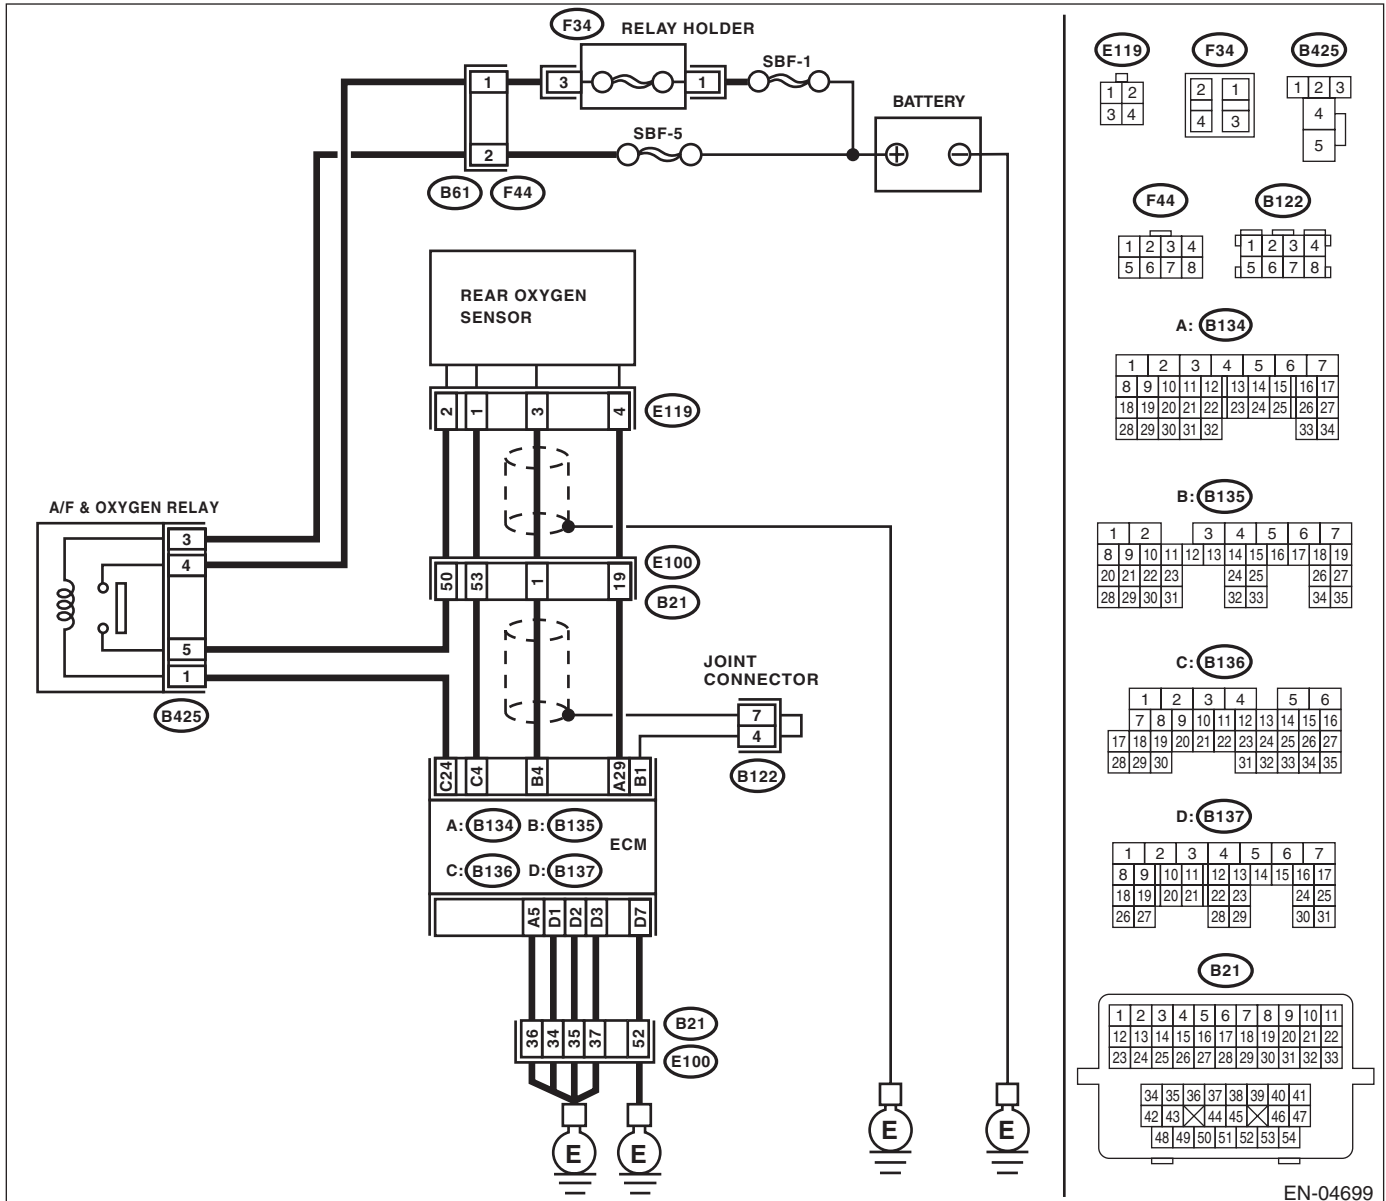 F34 RELAY HOLDER
SBF-1
1 3 1
BATTERY
SBF-5
2
B61 F44
REAR OXYGEN
SENSOR
2 1 3 4
E119
A/F & OXYGEN RELAY
3
4
5
1
B425
E100
50 53 1 19
B21
JOINT
CONNECTOR
7
4
B122
C24 C4 B4 A29 B1
A: B134 B: B135
ECM
C: B136 D: B137
A5 D1 D2 D3 D7
B21
36 34 35 37 52
E100
E E E E
E119 F34 B425
1 2
3 4
2 1
4 3
1 2 3
4
5
F44 B122
1 2 3 4
5 6 7 8
1 2 3 4
5 6 7 8
A: B134
1 2 3 4 5 6 7
8 9 10 11 12 13 14 15 16 17
18 19 20 21 22 23 24 25 26 27
28 29 30 31 32 33 34
B: B135
1 2 3 4 5 6 7
8 9 10 11 12 13 14 15 16 17 18 19
20 21 22 23 24 25 26 27
28 29 30 31 32 33 34 35
C: B136
1 2 3 4 5 6
7 8 9 10 11 12 13 14 15 16
17 18 19 20 21 22 23 24 25 26 27
28 29 30 31 32 33 34 35
D: B137
1 2 3 4 5 6 7
8 9 10 11 12 13 14 15 16 17
18 19 20 21 22 23 24 25
26 27 28 29 30 31
B21
1 2 3 4 5 6 7 8 9 10 11
12 13 14 15 16 17 18 19 20 21 22
23 24 25 26 27 28 29 30 31 32 33
34 35 36 37 38 39 40 41
42 43 44 45 46 47
48 49 50 51 52 53 54
EN-04699